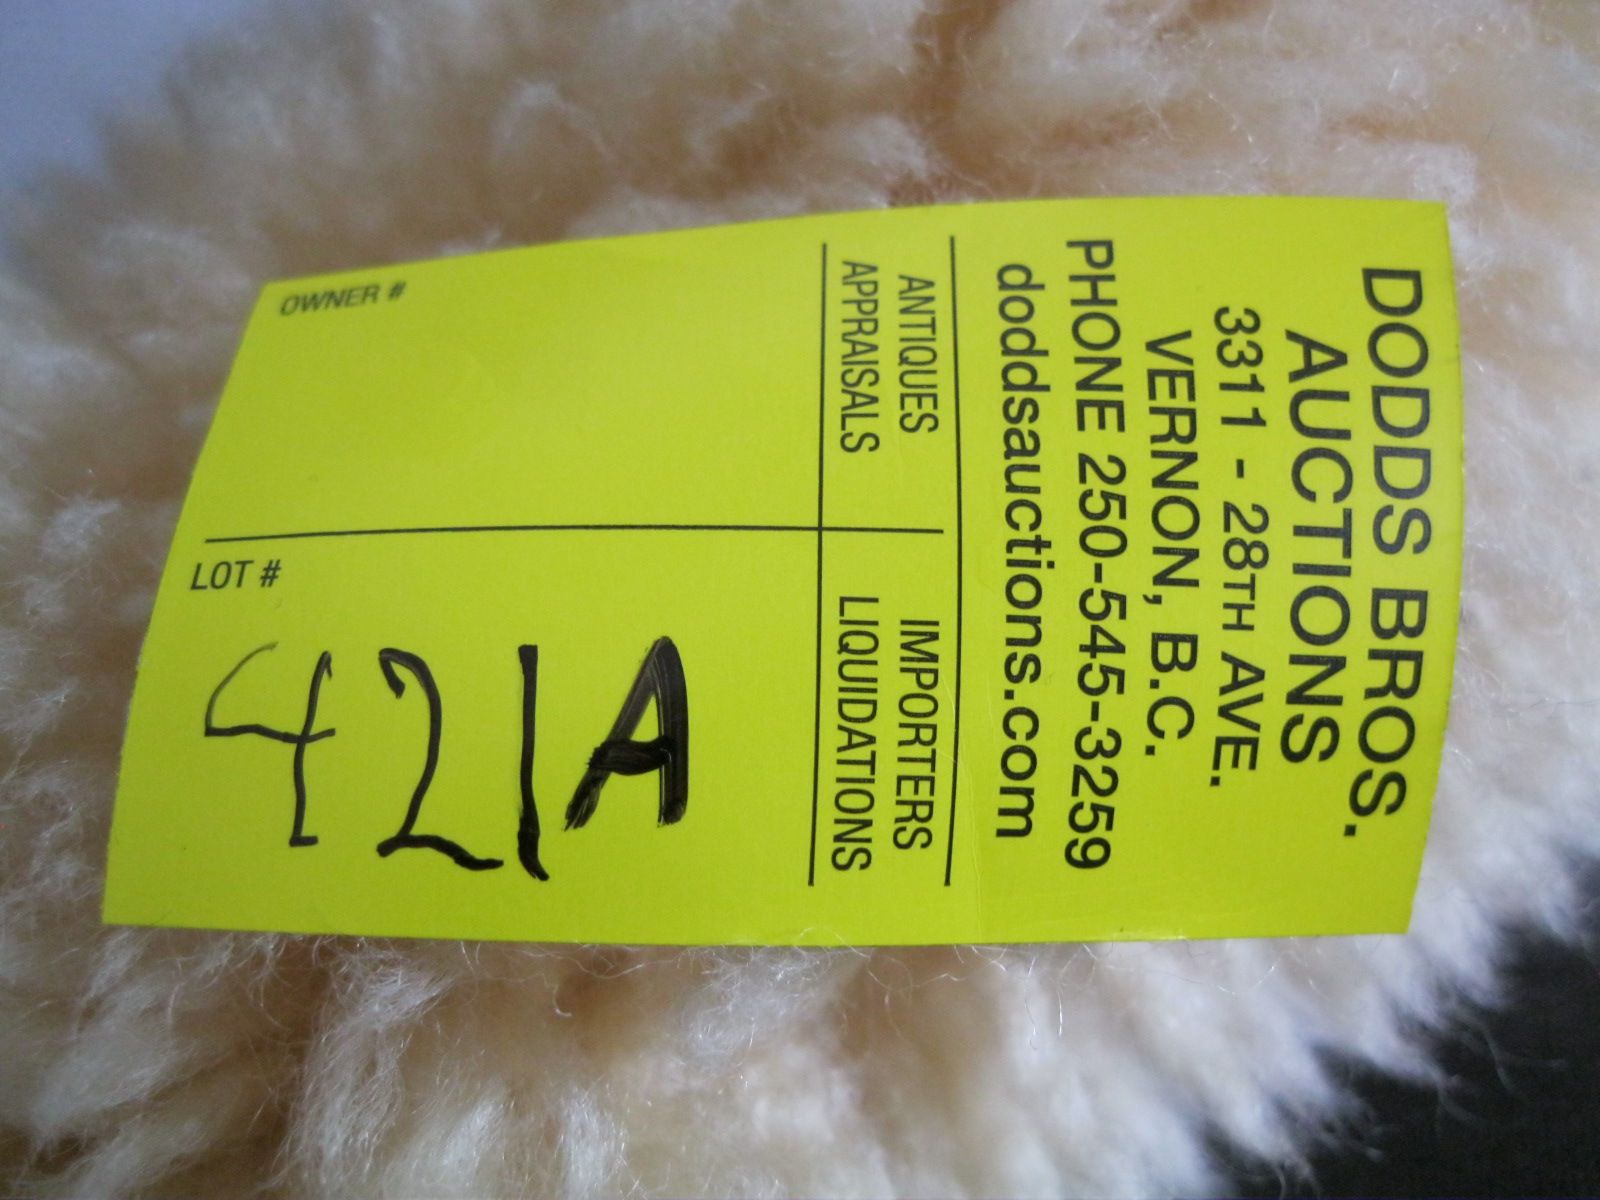 DODDS BROS.
AUCTIONS
3311 - 28TH AVE.
VERNON, B.C.
PHONE 250-545-3259
doddsauctions.com
ANTIQUES
APPRAISALS
IMPORTERS
LIQUIDATIONS
OWNER #
LOT #
421A